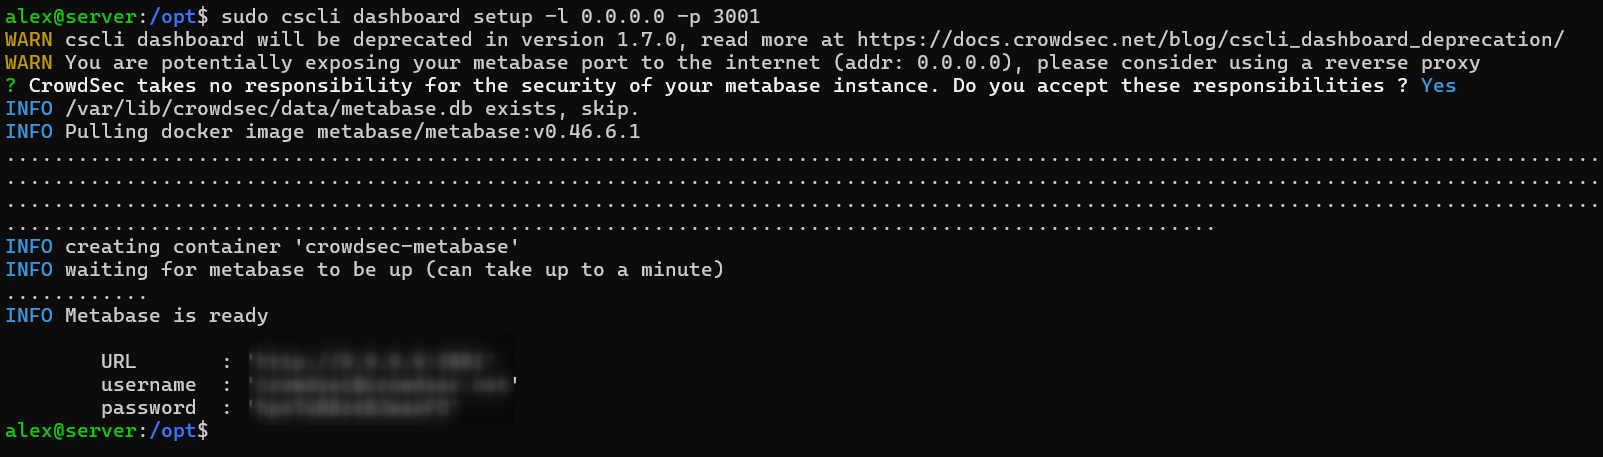 alex@server:/opt$ sudo cscli dashboard setup -l 0.0.0.0 -p 3001
WARN cscli dashboard will be deprecated in version 1.7.0, read more at https://docs.crowdsec.net/blog/cscli_dashboard_deprecation/
WARN You are potentially exposing your metabase port to the internet (addr: 0.0.0.0), please consider using a reverse proxy
? CrowdSec takes no responsibility for the security of your metabase instance. Do you accept these responsibilities ? Yes
INFO /var/lib/crowdsec/data/metabase.db exists, skip.
INFO Pulling docker image metabase/metabase:v0.46.6.1
.....................................................................................................................................
.....................................................................................................................................
.....................................................................................................................................
.....................................................................................................
INFO creating container 'crowdsec-metabase'
INFO waiting for metabase to be up (can take up to a minute)
............
INFO Metabase is ready
URL       :
username  :
password  :
alex@server:/opt$